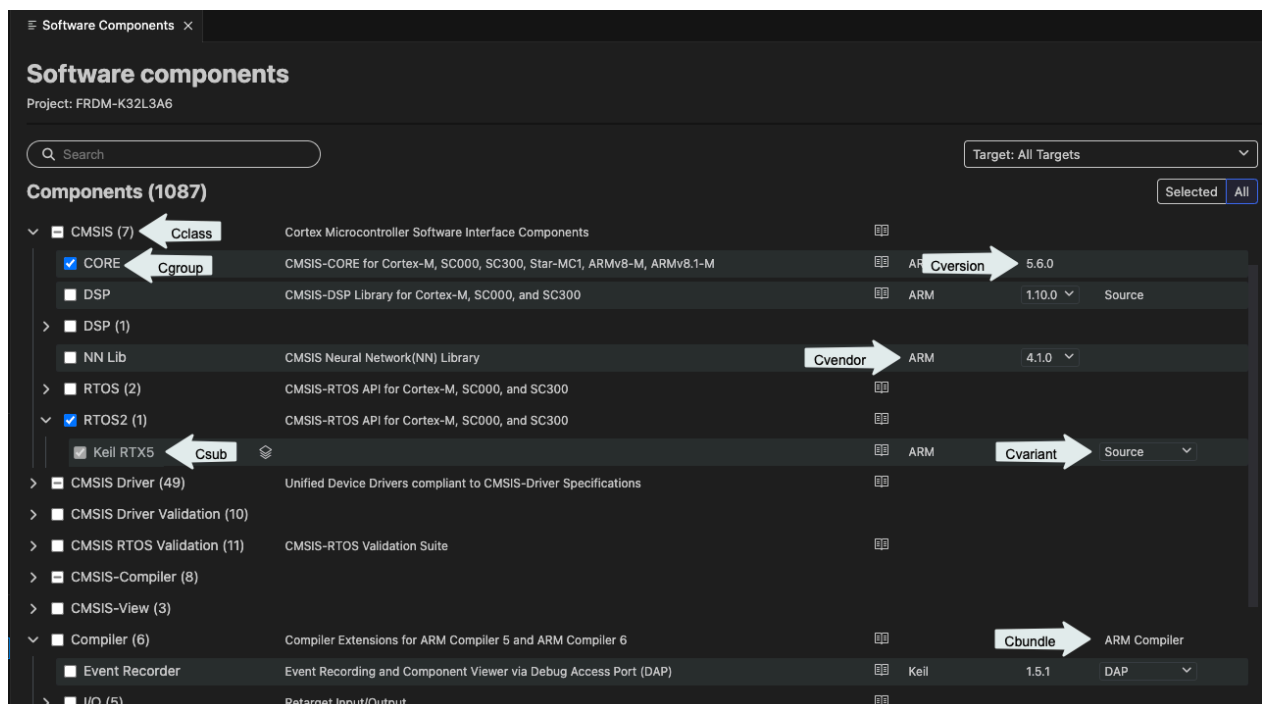 Software Components
Software components
Project: FRDM-K32L3A6
Search
Target: All Targets
Components (1087)
Selected All
CMSIS (7) Cclass Cortex Microcontroller Software Interface Components
CORE Cgroup CMSIS-CORE for Cortex-M, SC000, SC300, Star-MC1, ARMv8-M, ARMv8.1-M Cversion 5.6.0
DSP CMSIS-DSP Library for Cortex-M, SC000, and SC300 ARM 1.10.0 Source
DSP (1)
NN Lib CMSIS Neural Network(NN) Library Cvendor ARM 4.1.0
RTOS (2) CMSIS-RTOS API for Cortex-M, SC000, and SC300
RTOS2 (1) CMSIS-RTOS API for Cortex-M, SC000, and SC300
Keil RTX5 Csub ARM Cvariant Source
CMSIS Driver (49) Unified Device Drivers compliant to CMSIS-Driver Specifications
CMSIS Driver Validation (10)
CMSIS RTOS Validation (11) CMSIS-RTOS Validation Suite
CMSIS-Compiler (8)
CMSIS-View (3)
Compiler (6) Compiler Extensions for ARM Compiler 5 and ARM Compiler 6 Cbundle ARM Compiler
Event Recorder Event Recording and Component Viewer via Debug Access Port (DAP) Keil 1.5.1 DAP
I/O (5) Retarget Input/Output